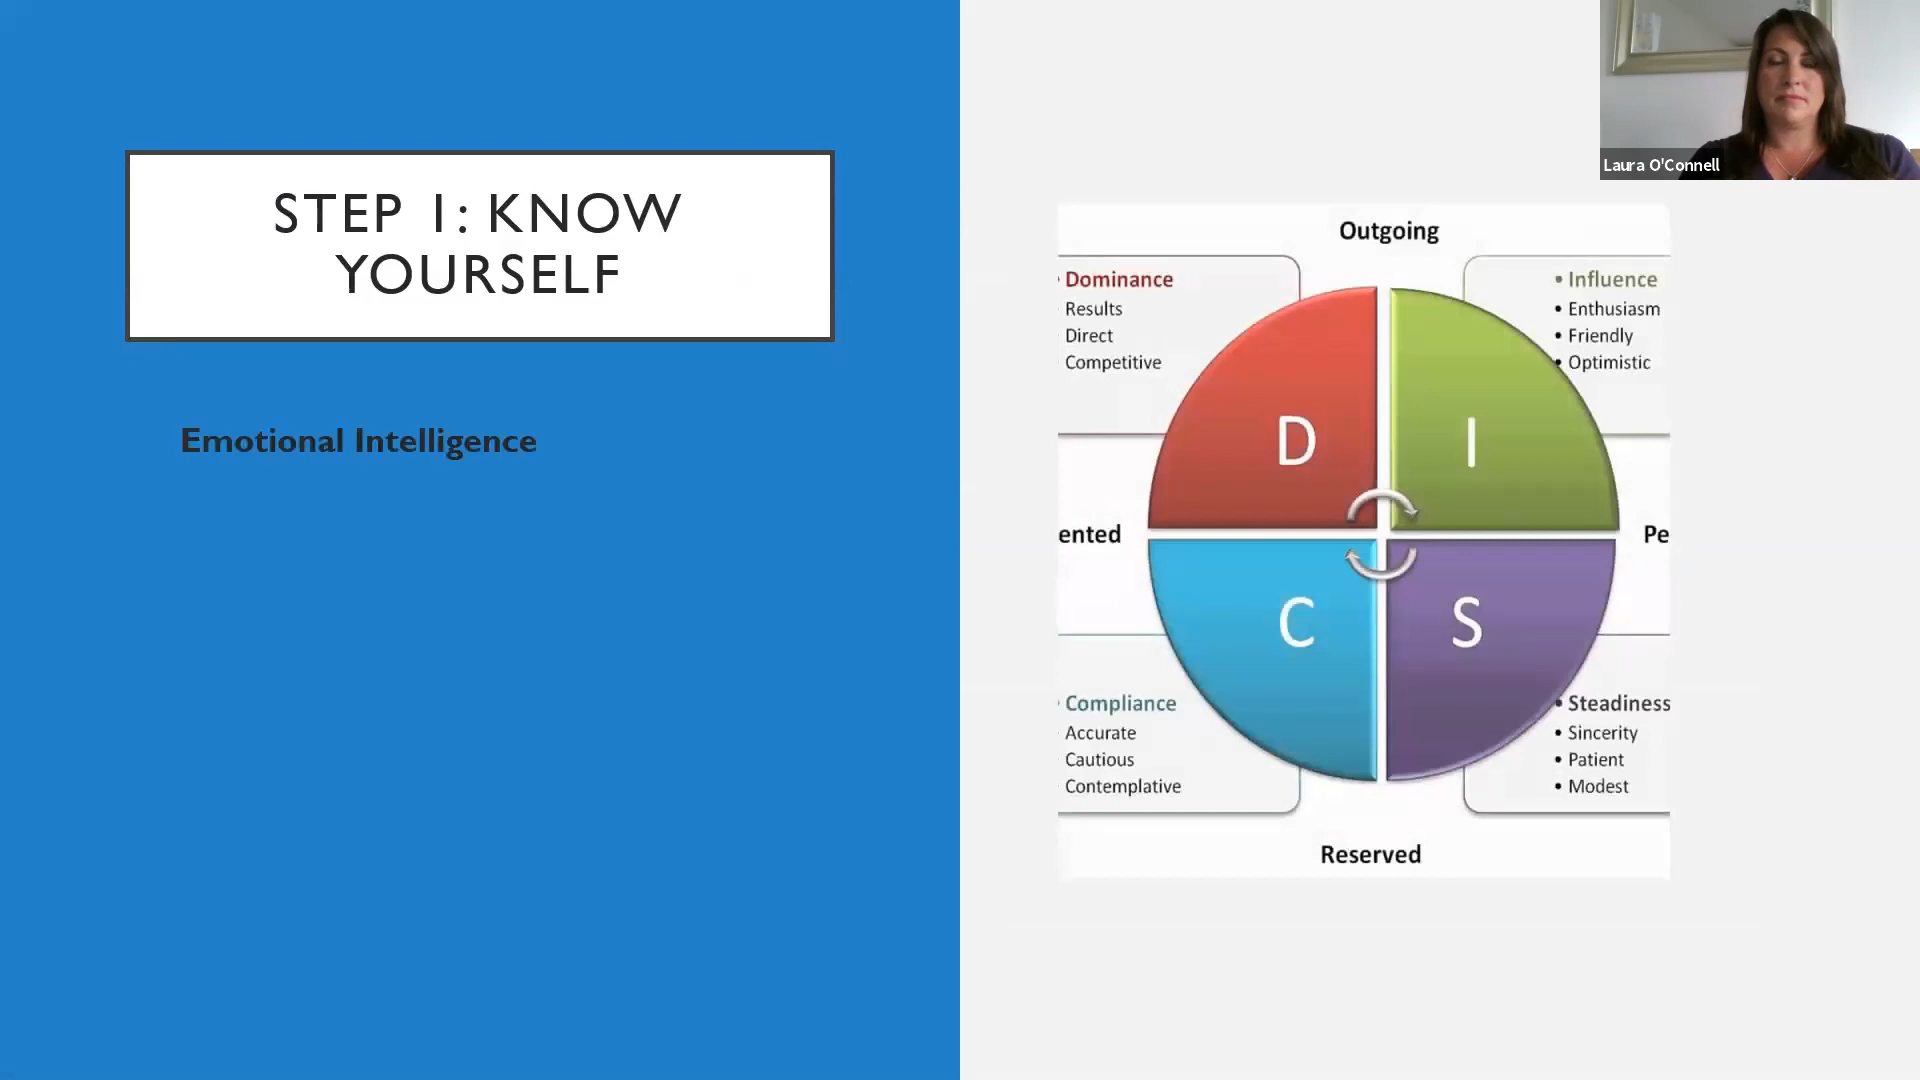 STEP 1: KNOW
YOURSELF
Emotional Intelligence
Laura O'Connell
Outgoing
• Dominance
Results
Direct
Competitive
• Influence
• Enthusiasm
• Friendly
• Optimistic
D
I
ented
Pe
C
S
• Compliance
Accurate
Cautious
Contemplative
• Steadiness
• Sincerity
• Patient
• Modest
Reserved